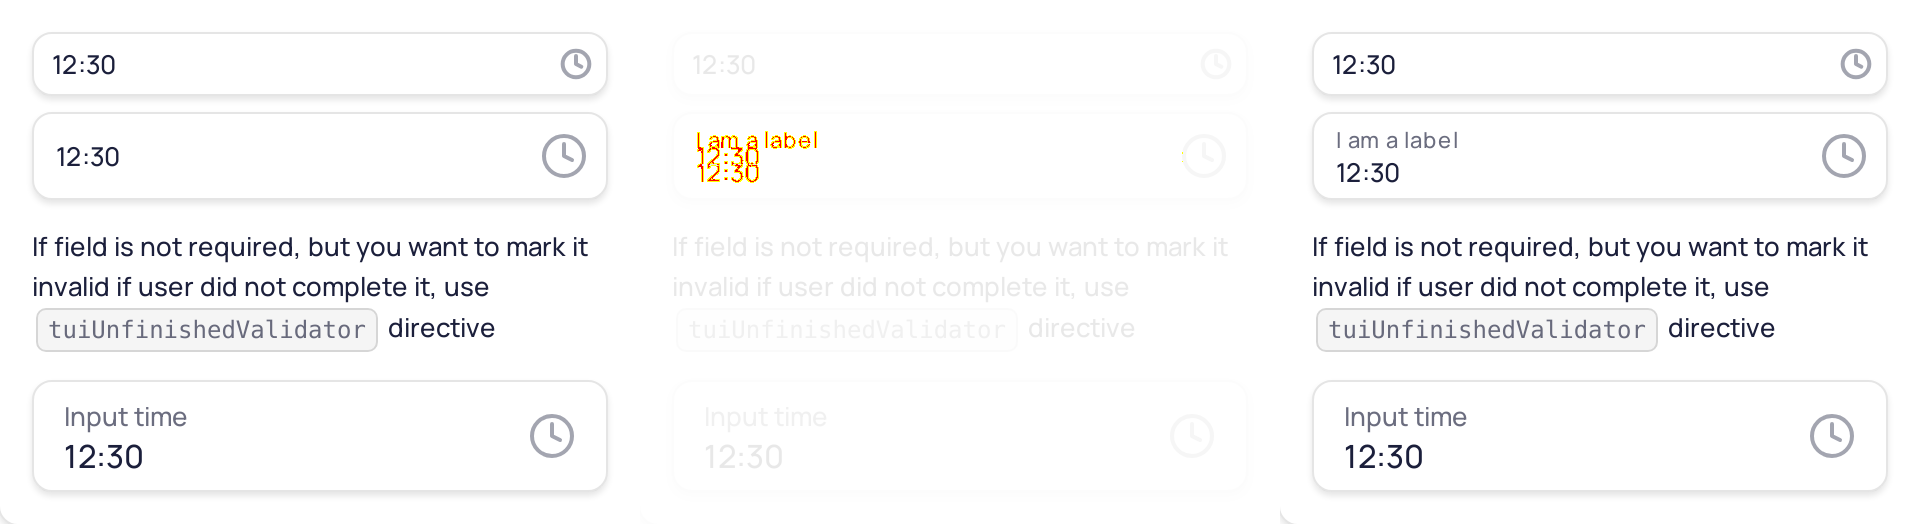 12:30
12:30
If field is not required, but you want to mark it
invalid if user did not complete it, use
tuiUnfinishedValidator directive
Input time
12:30
12:30
I am a label
12:30
12:30
If field is not required, but you want to mark it
invalid if user did not complete it, use
tuiUnfinishedValidator directive
Input time
12:30
12:30
I am a label
12:30
If field is not required, but you want to mark it
invalid if user did not complete it, use
tuiUnfinishedValidator directive
Input time
12:30